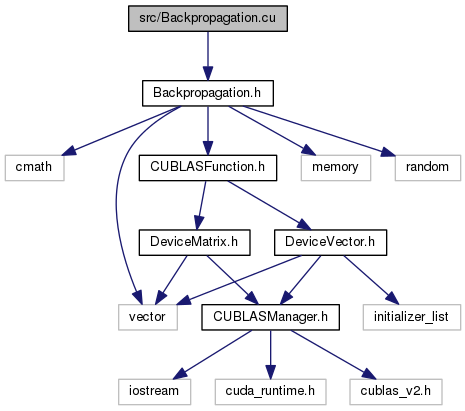 src/Backpropagation.cu
Backpropagation.h
cmath
CUBLASFunction.h
memory
random
DeviceMatrix.h
DeviceVector.h
vector
CUBLASManager.h
initializer_list
iostream
cuda_runtime.h
cublas_v2.h